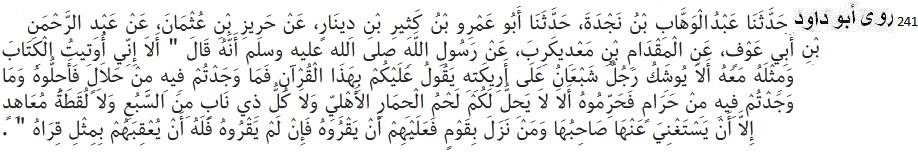 241 روى أبو داود حَدَّثَنَا عَبْدُ الْوَهَّابِ بْنُ نَجْدَةَ، حَدَّثَنَا أَبُو عَمْرِو بْنُ كَثِيرِ بْنِ دِينَارٍ، عَنْ حَرِيزِ بْنِ عُثْمَانَ، عَنْ عَبْدِ الرَّحْمَنِ
بْنِ أَبِي عَوْفٍ، عَنِ الْمِقْدَامِ بْنِ مَعْدِيكَرِبَ، عَنْ رَسُولِ اللَّهِ صلى الله عليه وسلم أَنَّهُ قَالَ " أَلاَ إِنِّي أُوتِيتُ الْكِتَابَ
وَمِثْلَهُ مَعَهُ أَلاَ يُوشِكُ رَجُلٌ شَبْعَانُ عَلَى أَرِيكَتِهِ يَقُولُ عَلَيْكُمْ بِهَذَا الْقُرْآنِ فَمَا وَجَدْتُمْ فِيهِ مِنْ حَلاَلٍ فَأَحِلُّوهُ وَمَا
وَجَدْتُمْ فِيهِ مِنْ حَرَامٍ فَحَرِّمُوهُ أَلاَ لاَ يَحِلُّ لَكُمْ لَحْمُ الْحِمَارِ الأَهْلِيِّ وَلاَ كُلُّ ذِي نَابٍ مِنَ السَّبُعِ وَلاَ لُقَطَةُ مُعَاهِدٍ
إِلاَّ أَنْ يَسْتَغْنِيَ عَنْهَا صَاحِبُهَا وَمَنْ نَزَلَ بِقَوْمٍ فَعَلَيْهِمْ أَنْ يَقْرُوهُ فَإِنْ لَمْ يَقْرُوهُ فَلَهُ أَنْ يُعْقِبَهُمْ بِمِثْلِ قِرَاهُ " .